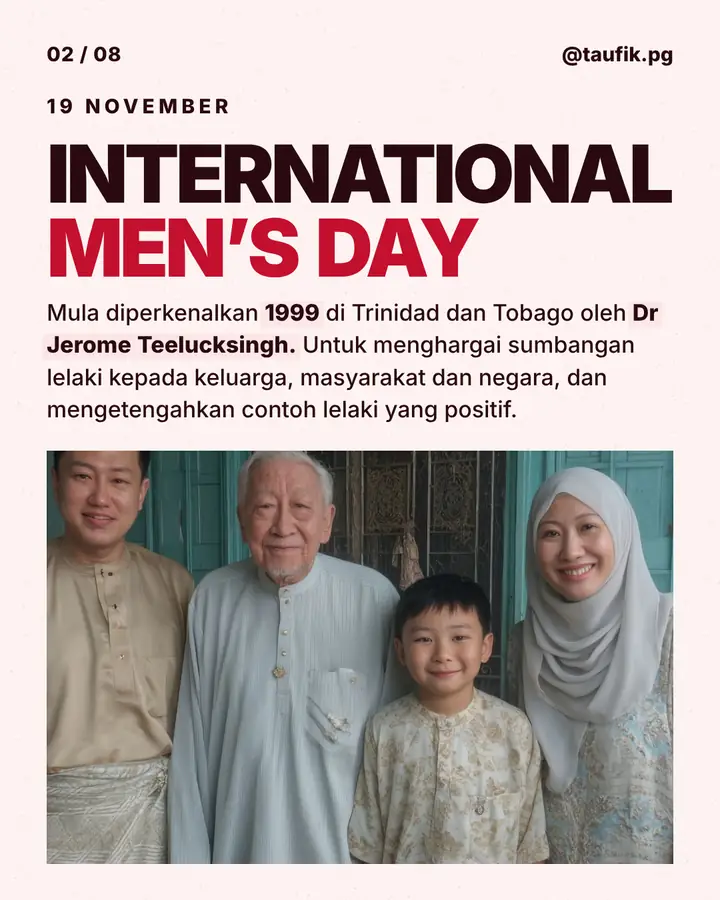 02 / 08
@taufik.pg
19 NOVEMBER
INTERNATIONAL
MEN’S DAY
Mula diperkenalkan 1999 di Trinidad dan Tobago oleh Dr
Jerome Teelucksingh. Untuk menghargai sumbangan
lelaki kepada keluarga, masyarakat dan negara, dan
mengetengahkan contoh lelaki yang positif.